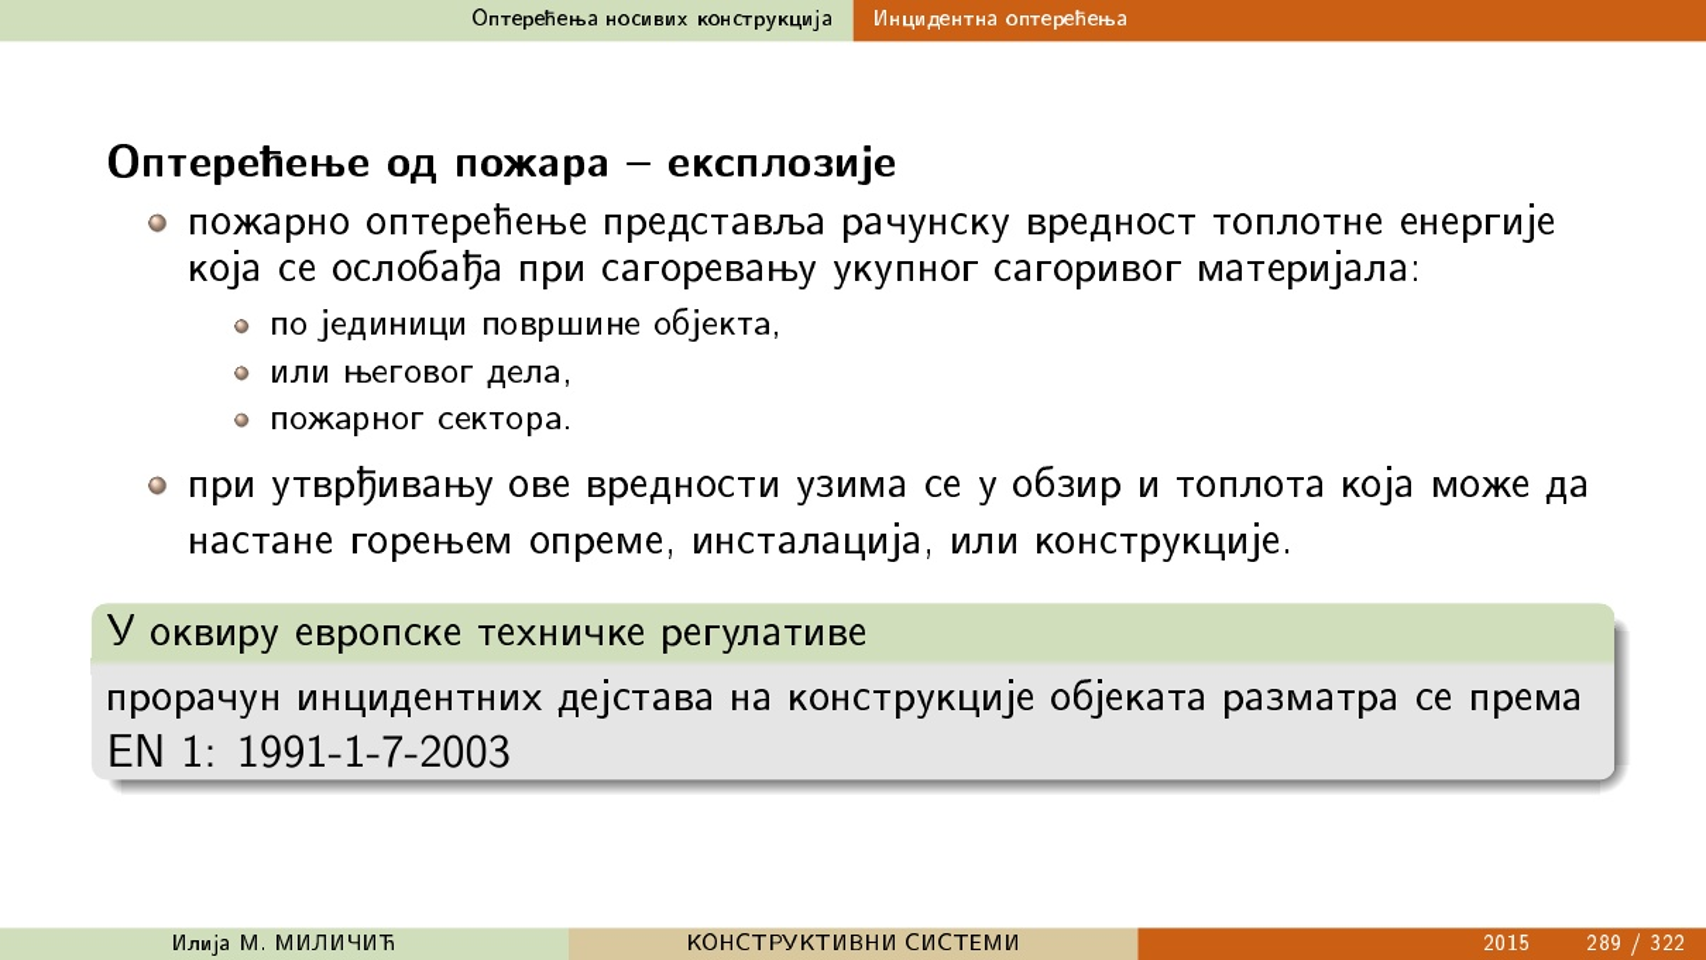 Оптерећења носивих конструкција
Инцидентна оптерећења
Оптерећење од пожара – експлозије
пожарно оптерећење представља рачунску вредност топлотне енергије
која се ослобађа при сагоревању укупног сагоривог материјала:
по јединици површине објекта,
или његовог дела,
пожарног сектора.
при утврђивању ове вредности узима се у обзир и топлота која може да
настане горењем опреме, инсталација, или конструкције.
У оквиру европске техничке регулативе
прорачун инцидентних дејстава на конструкције објеката разматра се према
EN 1: 1991-1-7-2003
Илија М. МИЛИЧИЋ
КОНСТРУКТИВНИ СИСТЕМИ
2015
289 / 322